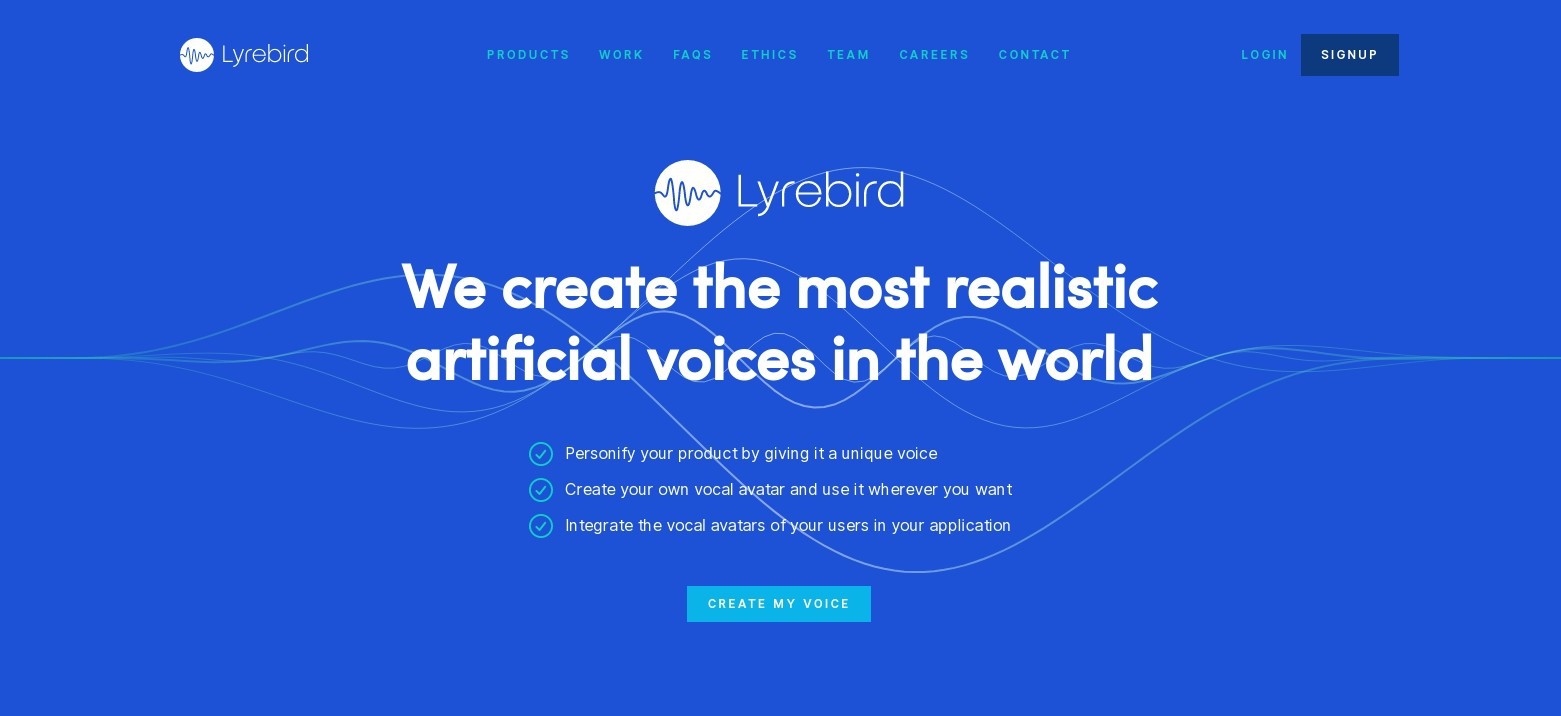 Lyrebird
PRODUCTS WORK FAQS ETHICS TEAM CAREERS CONTACT
LOGIN SIGNUP
Lyrebird
We create the most realistic
artificial voices in the world
Personify your product by giving it a unique voice
Create your own vocal avatar and use it wherever you want
Integrate the vocal avatars of your users in your application
CREATE MY VOICE